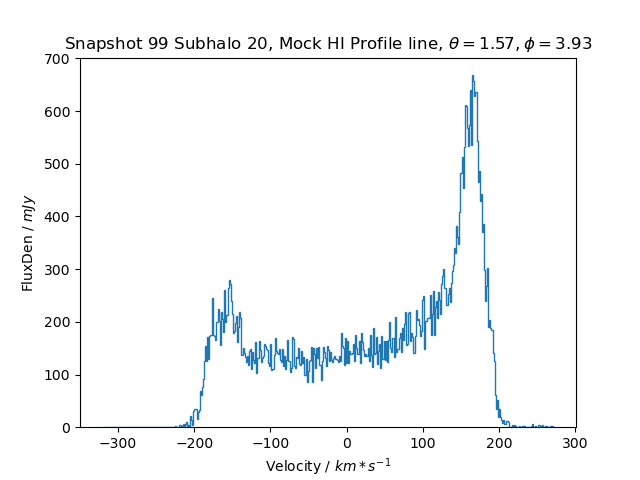 Snapshot 99 Subhalo 20, Mock HI Profile line, θ = 1.57, ϕ = 3.93
700
600
500
400
300
200
100
0
FluxDen / mJy
−300 −200 −100 0 100 200 300
Velocity / km * s⁻¹